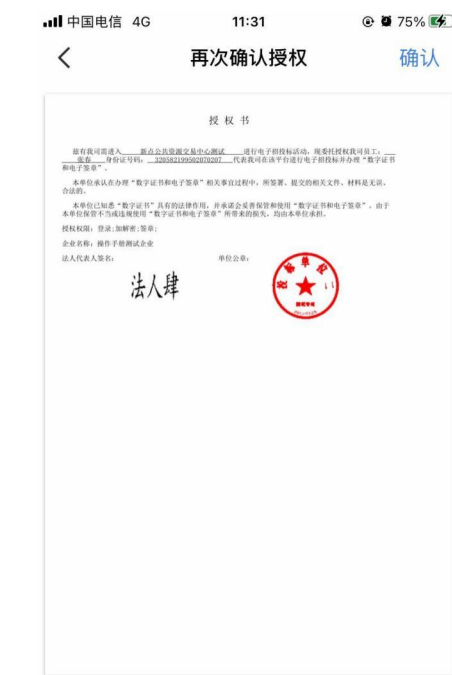 中国电信 4G 11:31 75%
再次确认授权 确认
授 权 书
兹有我司需进入 新点公共资源交易中心测试 进行电子招投标活动，现委托授权我司员工：
张春 身份证号码： 320582199502070207 代表我司在该平台进行电子招投标并办理“数字证书
和电子签章”。
本单位承认在办理“数字证书和电子签章”相关事宜过程中，所签署、提交的相关文件、材料是无误、
合法的。
本单位已知悉“数字证书”具有的法律作用，并承诺会妥善保管和使用“数字证书和电子签章”。由于
本单位保管不当或违规使用“数字证书和电子签章”所带来的损失，均由本单位承担。
授权权限：登录;加解密;签章;
企业名称：操作手册测试企业
法人代表人签名： 单位公章：
法人肆
投标单位二
测试专用